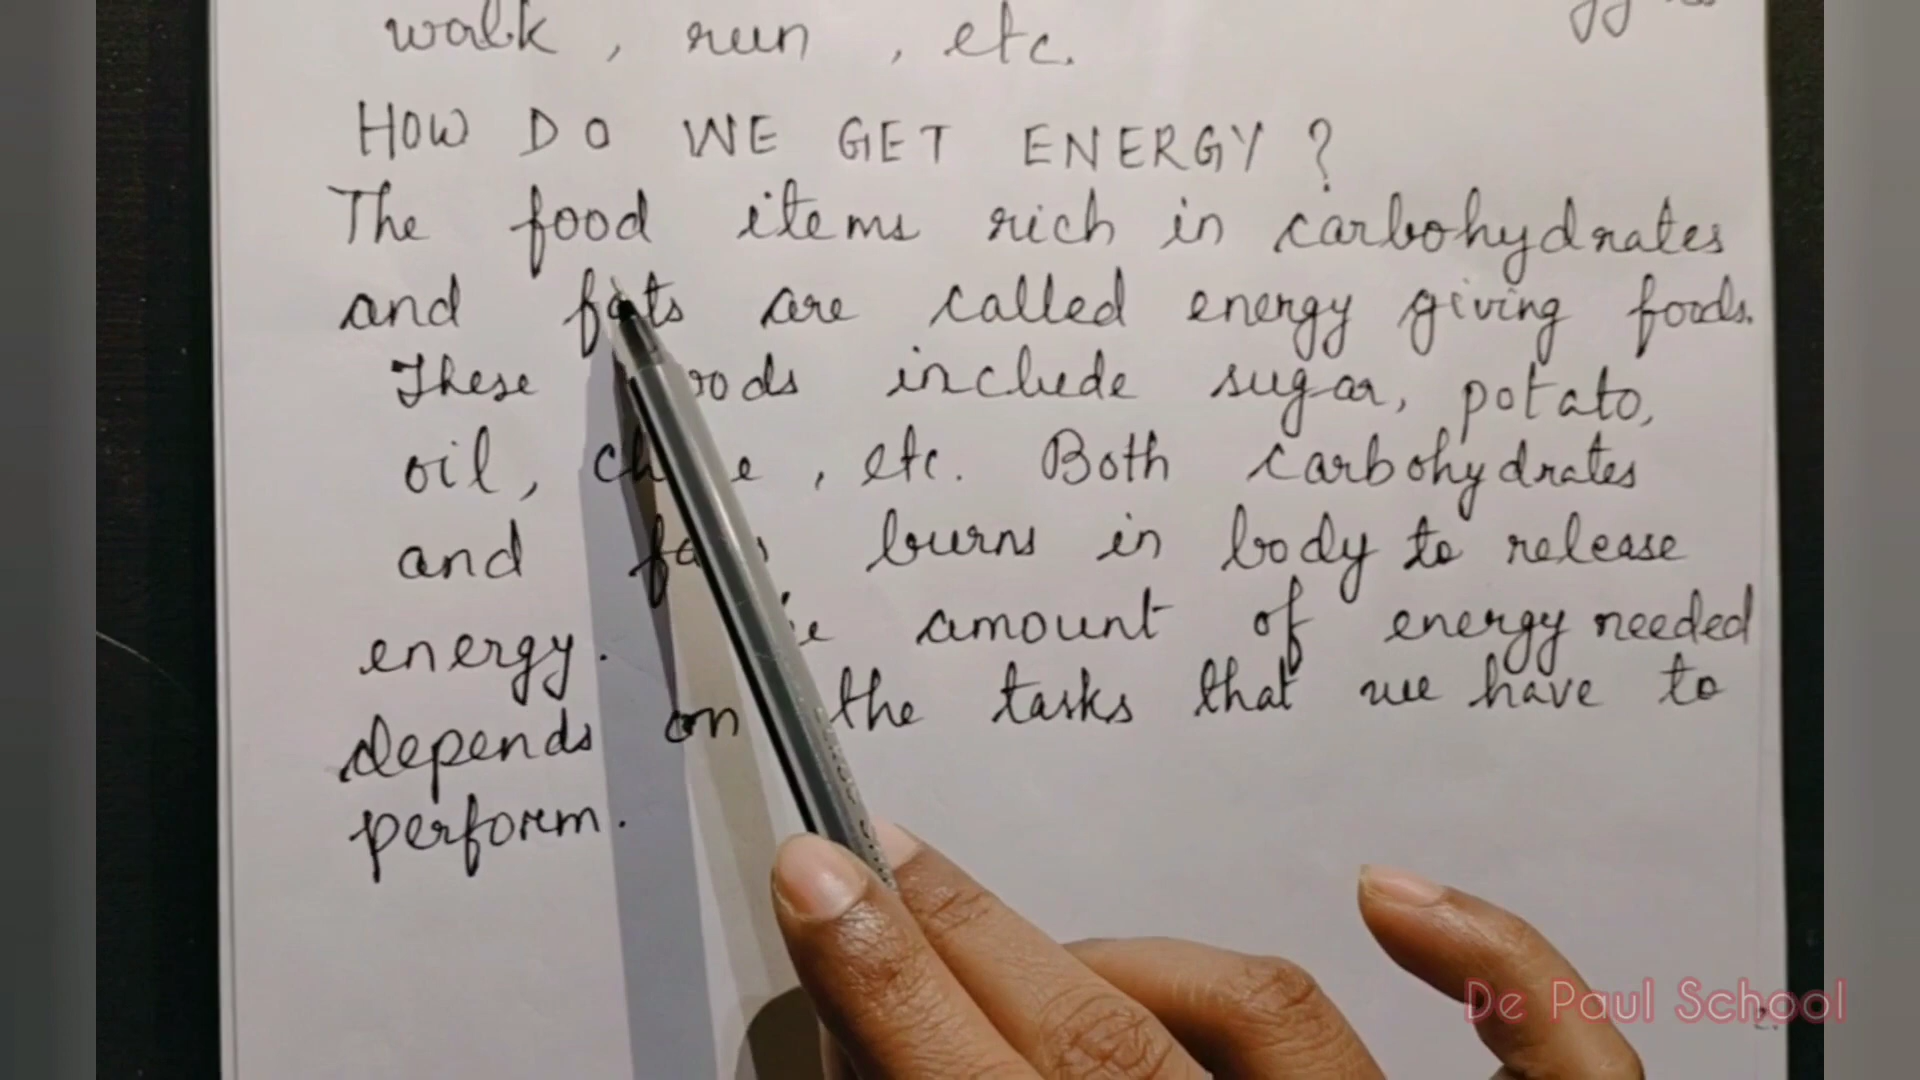 walk, run, etc.
HOW DO WE GET ENERGY?
The food items rich in carbohydrates
and fats are called energy giving foods.
These foods include sugar, potato,
oil, etc. Both carbohydrates
and burns in body to release
energy. amount of energy needed
depends on the tasks that we have to
perform.
De Paul School